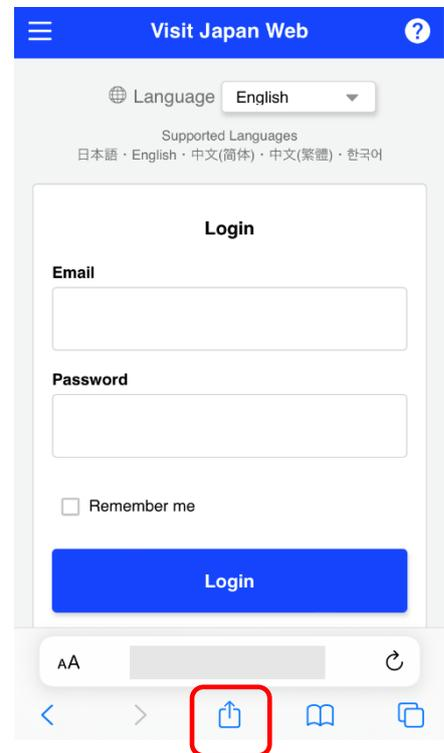 Visit Japan Web
Language English
Supported Languages
日本語・English・中文(简体)・中文(繁體)・한국어
Login
Email
Password
Remember me
Login
AA